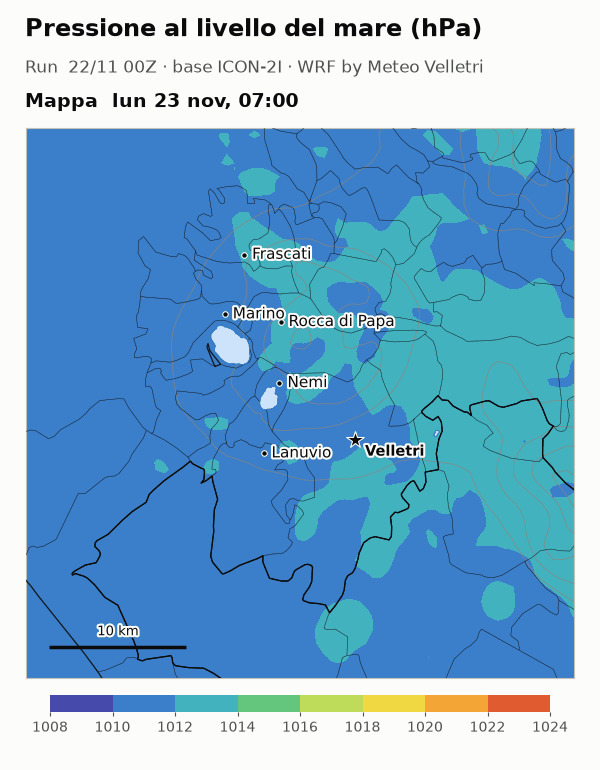 Pressione al livello del mare (hPa)
Run  22/11 00Z · base ICON-2I · WRF by Meteo Velletri
Mappa  lun 23 nov, 07:00
Frascati
Marino
Rocca di Papa
Nemi
Velletri
Lanuvio
10 km
1008 1010 1012 1014 1016 1018 1020 1022 1024